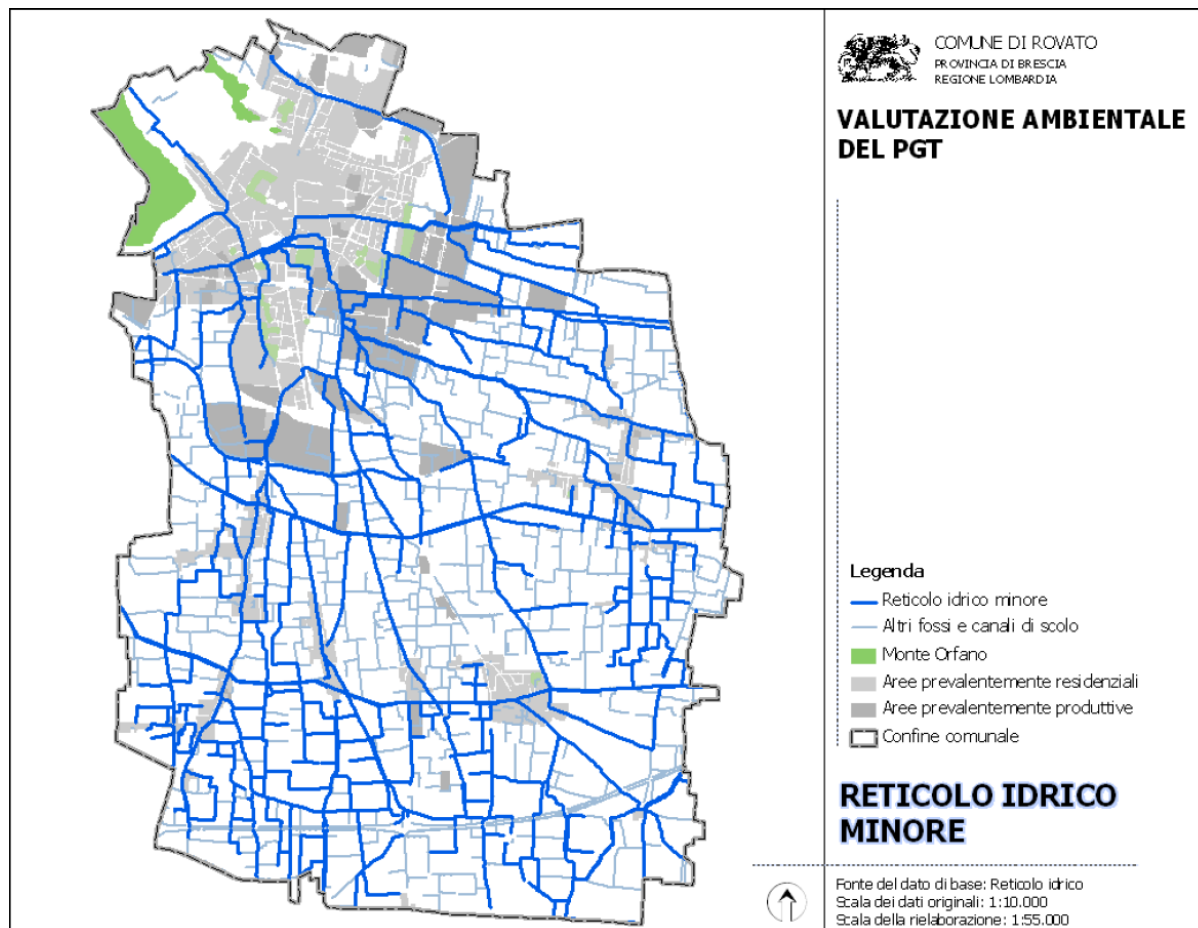 COMUNE DI ROVATO
PROVINCIA DI BRESCIA
REGIONE LOMBARDIA
VALUTAZIONE AMBIENTALE
DEL PGT
Legenda
Reticolo idrico minore
Altri fossi e canali di scolo
Monte Orfano
Aree prevalentemente residenziali
Aree prevalentemente produttive
Confine comunale
RETICOLO IDRICO
MINORE
Fonte del dato di base: Reticolo idrico
Scala dei dati originali: 1:10.000
Scala della rielaborazione: 1:55.000